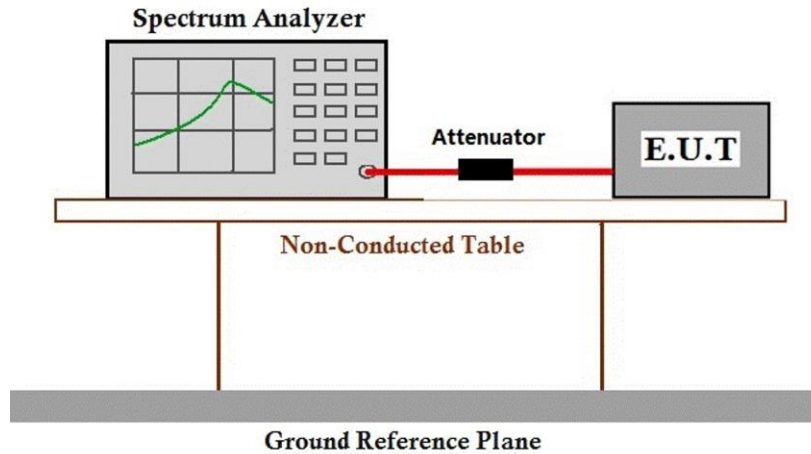 Spectrum Analyzer
Attenuator
E.U.T
Non-Conducted Table
Ground Reference Plane